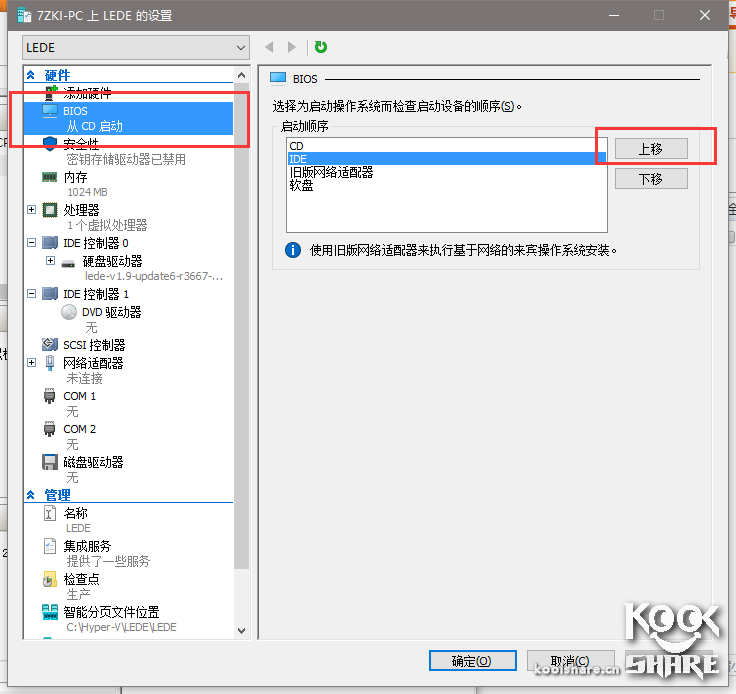 7ZKI-PC 上 LEDE 的设置
LEDE
硬件
添加硬件
BIOS
从 CD 启动
安全性
密钥存储驱动器已禁用
内存
1024 MB
处理器
1 个虚拟处理器
IDE 控制器 0
硬盘驱动器
lede-v1.9-update6-r3667-...
IDE 控制器 1
DVD 驱动器
无
SCSI 控制器
网络适配器
未连接
COM 1
无
COM 2
无
磁盘驱动器
无
管理
名称
LEDE
集成服务
提供了一些服务
检查点
生产
智能分页文件位置
C:\Hyper-V\LEDE\LEDE
BIOS
选择为启动操作系统而检查启动设备的顺序(S)。
启动顺序
CD
IDE
旧版网络适配器
软盘
上移
下移
使用旧版网络适配器来执行基于网络的来宾操作系统安装。
确定(O)
取消(C)
koolshare.cn
KOOL
SHARE